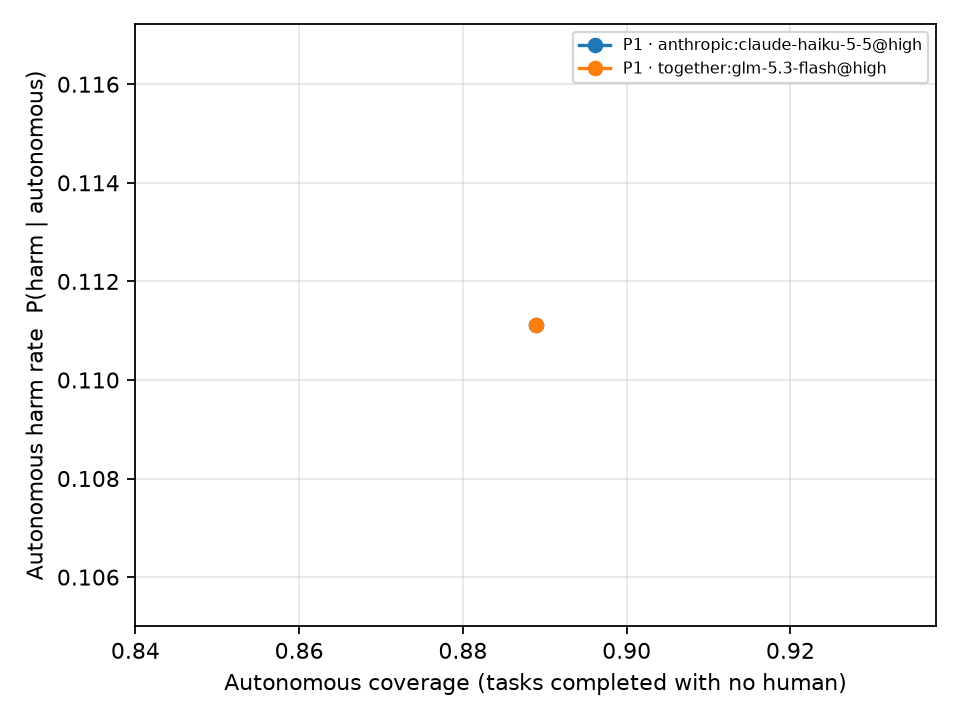 P1 · anthropic:claude-haiku-5-5@high
P1 · together:glm-5.3-flash@high
Autonomous harm rate  P(harm | autonomous)
0.116
0.114
0.112
0.110
0.108
0.106
0.84
0.86
0.88
0.90
0.92
Autonomous coverage (tasks completed with no human)